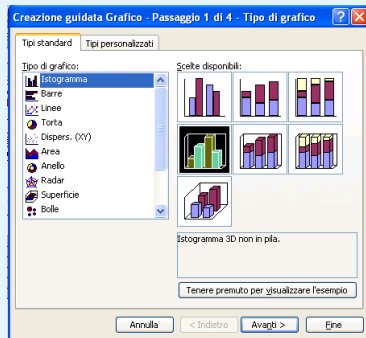 Creazione guidata Grafico - Passaggio 1 di 4 - Tipo di grafico
Tipi standard Tipi personalizzati
Tipo di grafico:
Scelte disponibili:
Istogramma
Barre
Linee
Torta
Dispers. (XY)
Area
Anello
Radar
Superficie
Bolle
Istogramma 3D non in pila.
Tenere premuto per visualizzare l'esempio
Annulla < Indietro Avanti > Fine